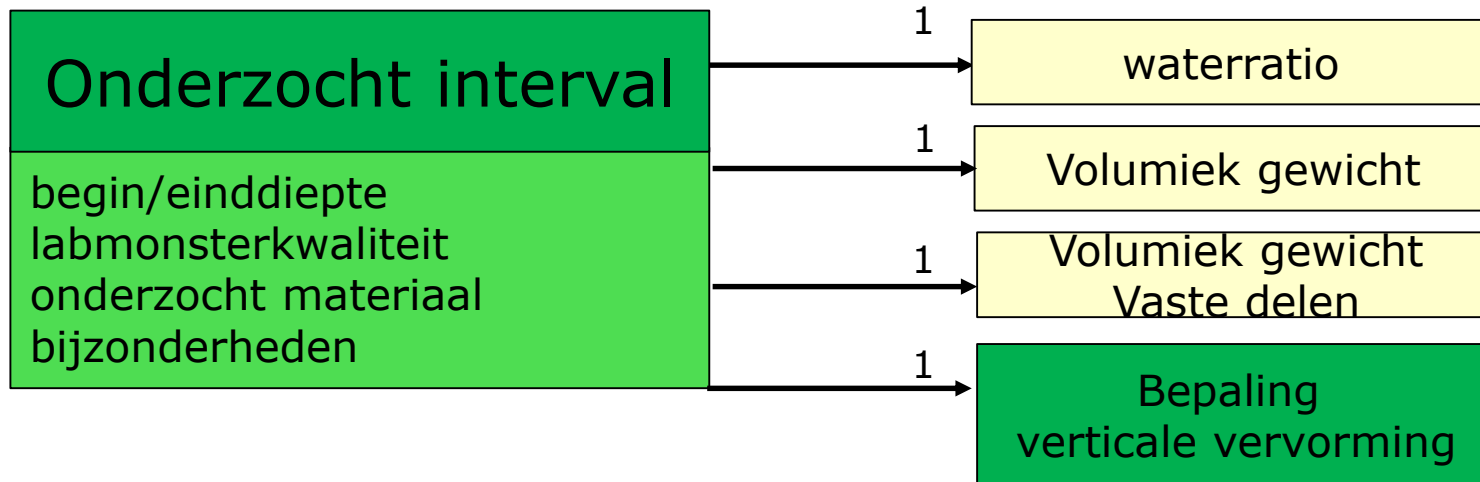 Onderzocht interval
begin/einddiepte
labmonsterkwaliteit
onderzocht materiaal
bijzonderheden
1
waterratio
1
Volumiek gewicht
1
Volumiek gewicht
Vaste delen
1
Bepaling
verticale vervorming